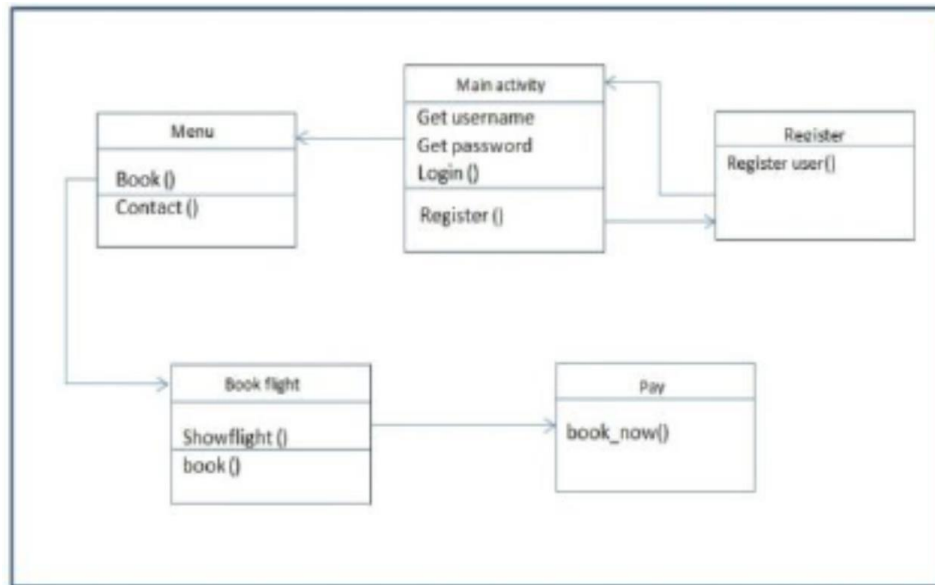 Main activity
Get username
Get password
Login ()
Register ()
Menu
Book ()
Contact ()
Register
Register user()
Book flight
Showflight ()
book ()
Pay
book_now()